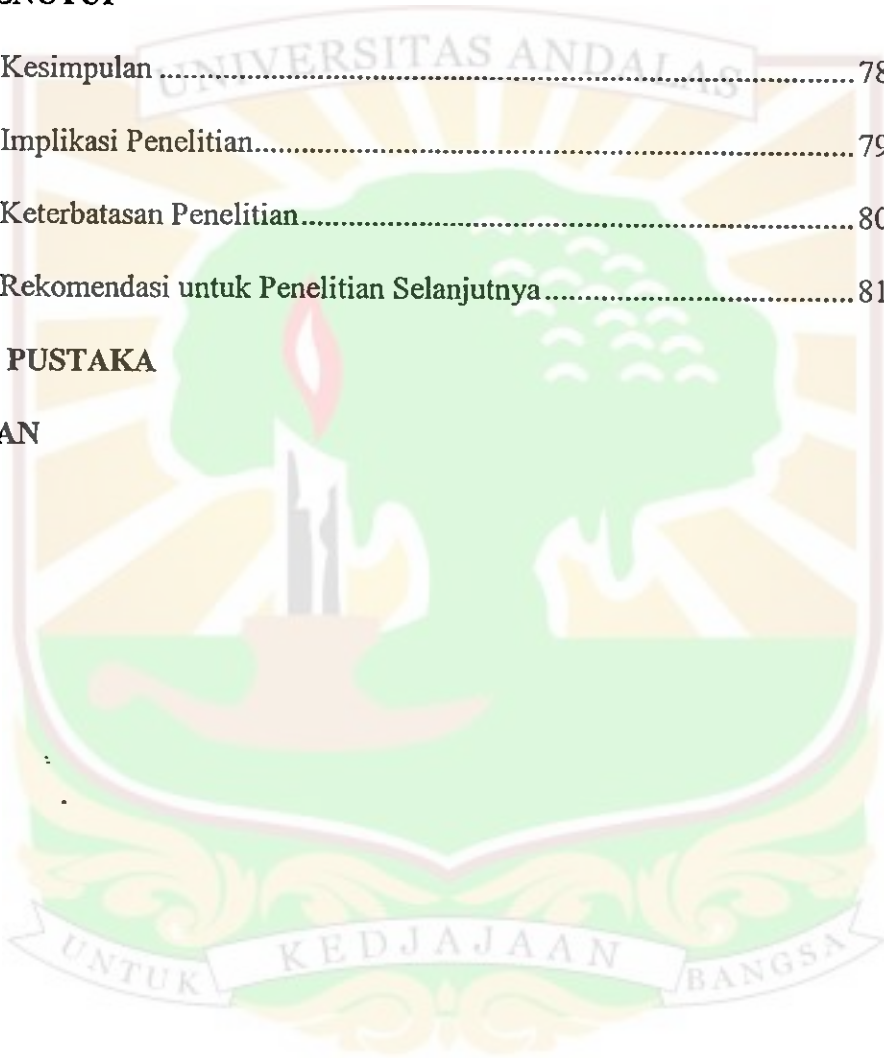 UNIVERSITAS ANDALAS
Kesimpulan ........................................................................ 78
Implikasi Penelitian........................................................................ 79
Keterbatasan Penelitian........................................................................ 80
Rekomendasi untuk Penelitian Selanjutnya........................................ 81
PUSTAKA
AN
UNTUK KEDJAJAAN BANGSA